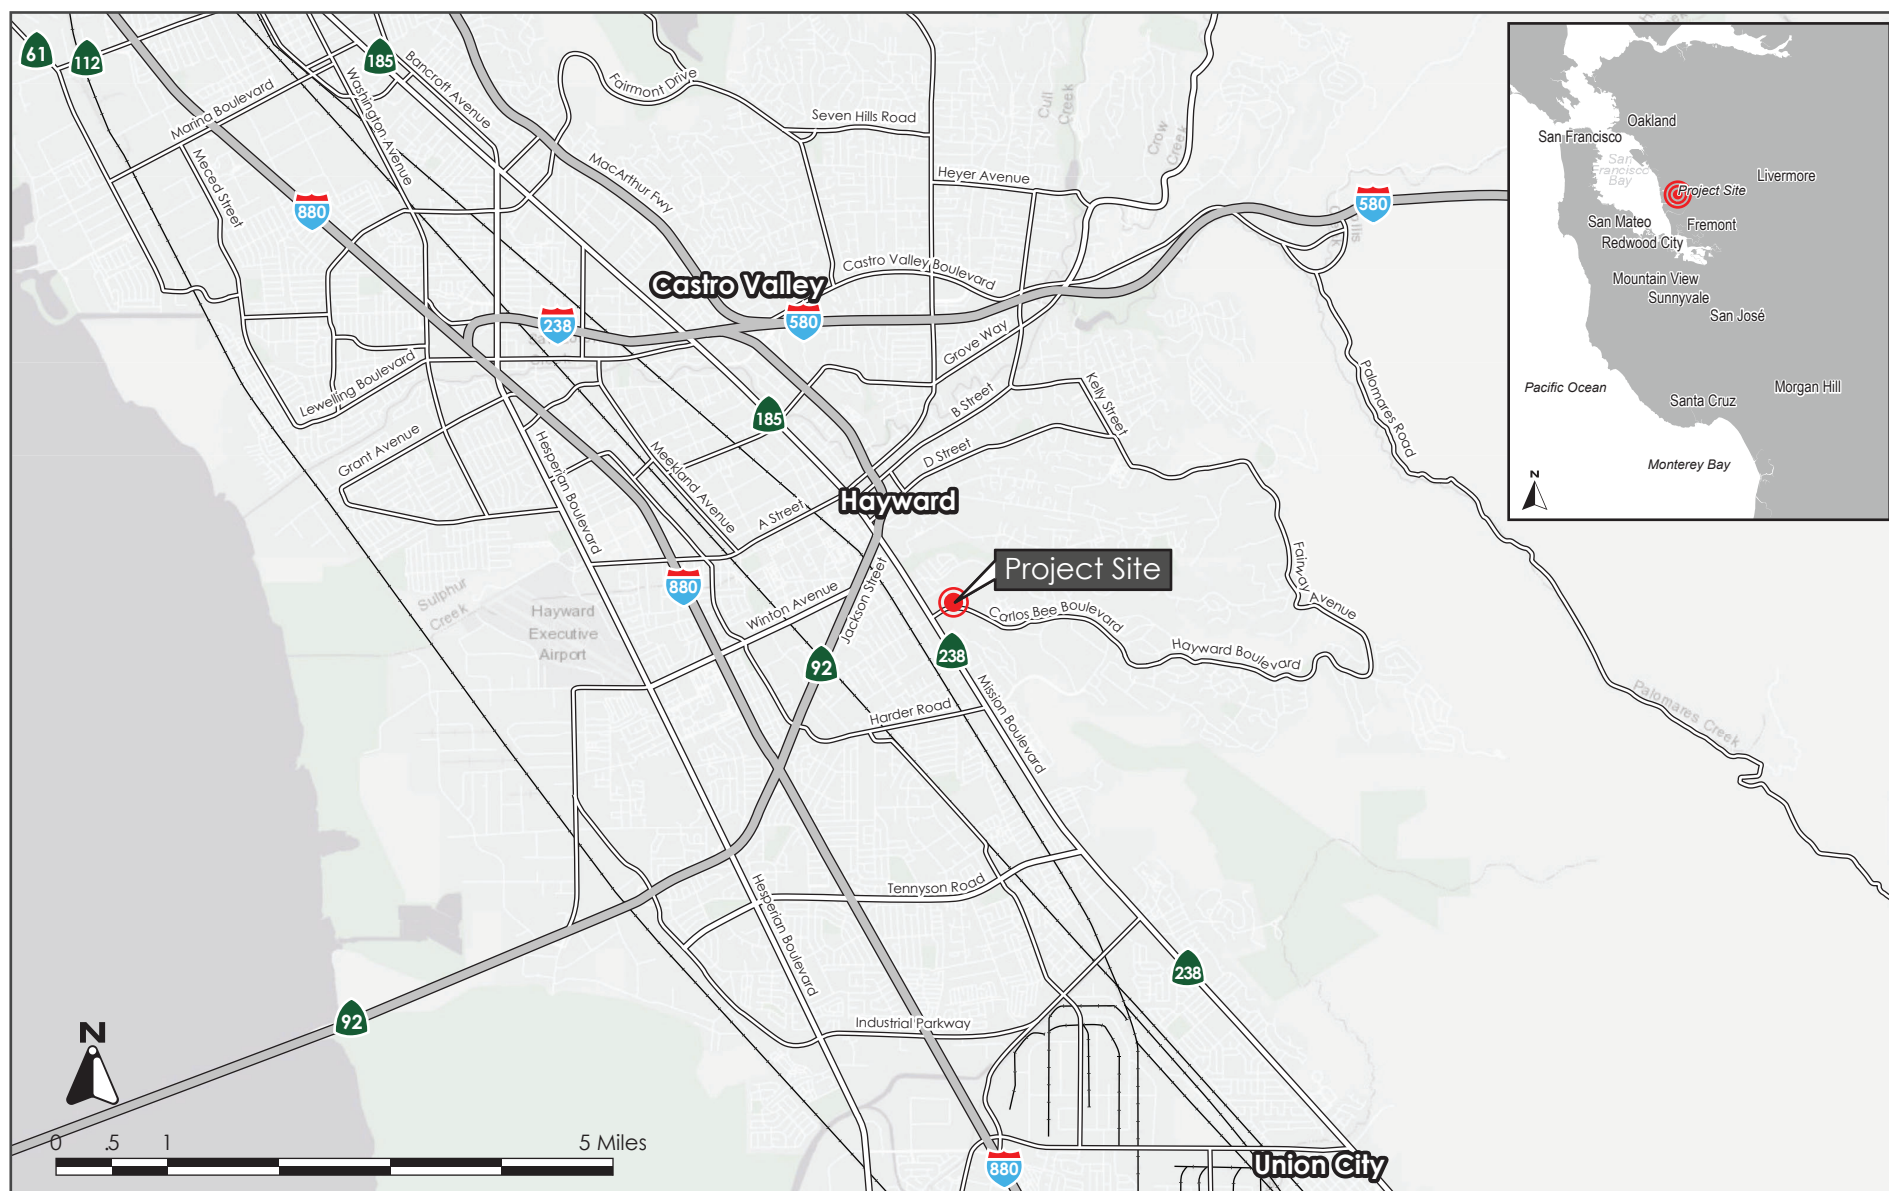 61
112
185
Bancroft Avenue
Washington Avenue
Marina Boulevard
Fairmont Drive
Seven Hills Road
Cull
Creek
Crow
Creek
Meced Street
MacArthur Fwy
Heyer Avenue
880
580
Castro Valley Boulevard
Castro Valley
238
580
Grove Way
Lewelling Boulevard
B Street
Kelly Street
Palomares Road
185
Grant Avenue
D Street
Hesperian Boulevard
Meekland Avenue
A Street
Hayward
Project Site
Sulphur
Creek
Hayward
Executive
Airport
880
Winton Avenue
Jackson Street
Carlos Bee Boulevard
Fairway Avenue
Hayward Boulevard
92
238
Mission Boulevard
Harder Road
Palomares Creek
Tennyson Road
Hesperian Boulevard
238
92
Industrial Parkway
N
0 .5 1 5 Miles
880
Union City
Oakland
San Francisco
San
Francisco
Bay
Livermore
Project Site
San Mateo
Fremont
Redwood City
Mountain View
Sunnyvale
San José
Pacific Ocean
Morgan Hill
Santa Cruz
Monterey Bay
N